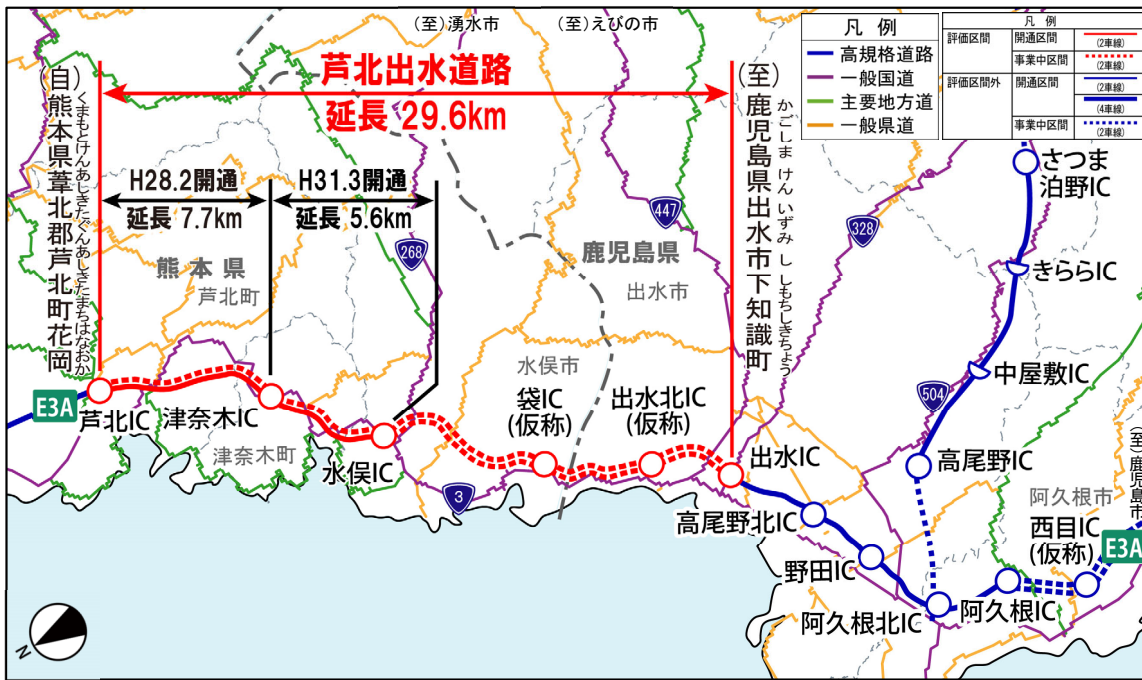 (至)湧水市
(至)えびの市
芦北出水道路
延長 29.6km
(自)熊本県葦北郡芦北町花岡
くまもとけんあしきたぐんあしきたまちはなおか
(至)鹿児島県出水市下知識町
かごしま けん いずみ し しもちしきちょう
H28.2開通
延長 7.7km
H31.3開通
延長 5.6km
凡 例
高規格道路
一般国道
主要地方道
一般県道
凡 例
評価区間
開通区間
(2車線)
事業中区間
(2車線)
評価区間外
開通区間
(2車線)
(4車線)
事業中区間
(2車線)
268
447
328
504
3
熊本県
芦北町
鹿児島県
出水市
水俣市
津奈木町
阿久根市
E3A
芦北IC
津奈木IC
水俣IC
袋IC
(仮称)
出水北IC
(仮称)
出水IC
高尾野北IC
野田IC
阿久根北IC
阿久根IC
西目IC
(仮称)
E3A
(至)鹿児島市
高尾野IC
中屋敷IC
きららIC
さつま
泊野IC
N